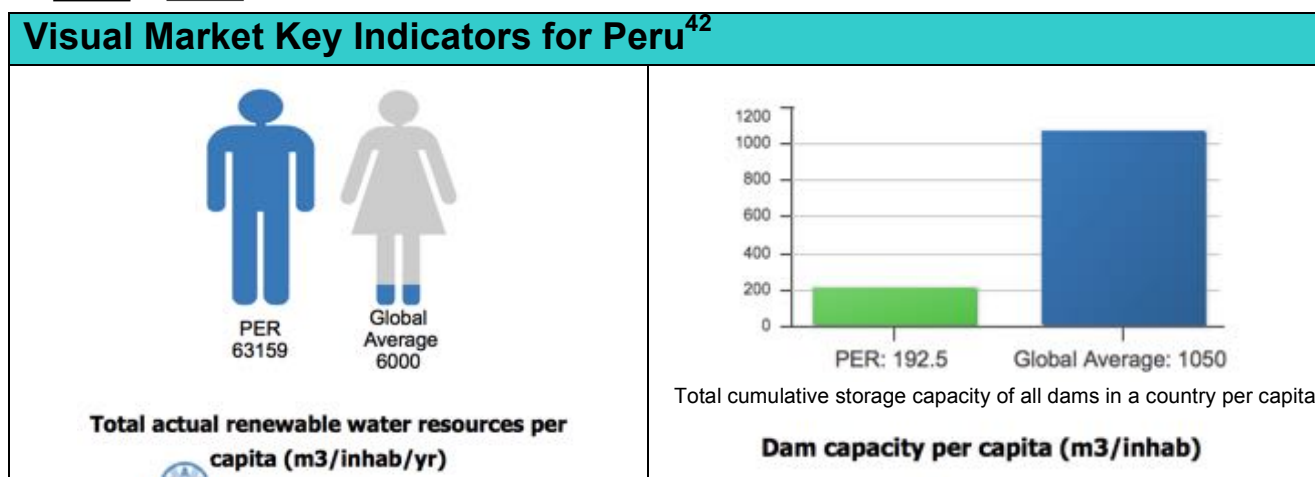 Visual Market Key Indicators for Peru42
PER
63159
Global
Average
6000
Total actual renewable water resources per
capita (m3/inhab/yr)
1200
1000
800
600
400
200
0
PER: 192.5
Global Average: 1050
Total cumulative storage capacity of all dams in a country per capita
Dam capacity per capita (m3/inhab)